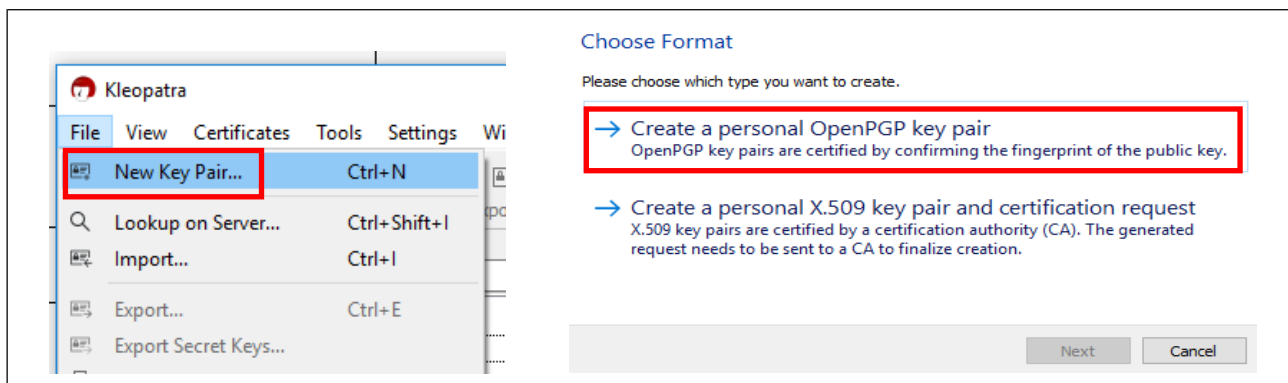 Kleopatra
File View Certificates Tools Settings Wi
New Key Pair... Ctrl+N
Lookup on Server... Ctrl+Shift+I
Import... Ctrl+I
Export... Ctrl+E
Export Secret Keys...
Choose Format
Please choose which type you want to create.
Create a personal OpenPGP key pair
OpenPGP key pairs are certified by confirming the fingerprint of the public key.
Create a personal X.509 key pair and certification request
X.509 key pairs are certified by a certification authority (CA). The generated
request needs to be sent to a CA to finalize creation.
Next Cancel